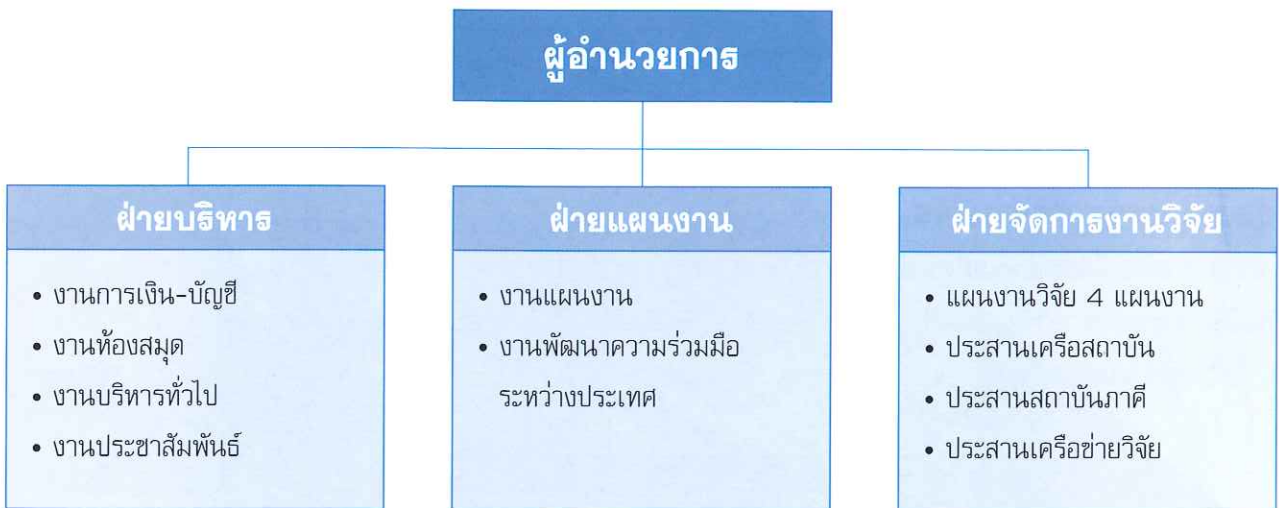 ผู้อำนวยการ
ฝ่ายบริหาร
• งานการเงิน-บัญชี
• งานห้องสมุด
• งานบริหารทั่วไป
• งานประชาสัมพันธ์
ฝ่ายแผนงาน
• งานแผนงาน
• งานพัฒนาความร่วมมือ
ระหว่างประเทศ
ฝ่ายจัดการงานวิจัย
• แผนงานวิจัย 4 แผนงาน
• ประสานเครือสถาบัน
• ประสานสถาบันภาคี
• ประสานเครือข่ายวิจัย